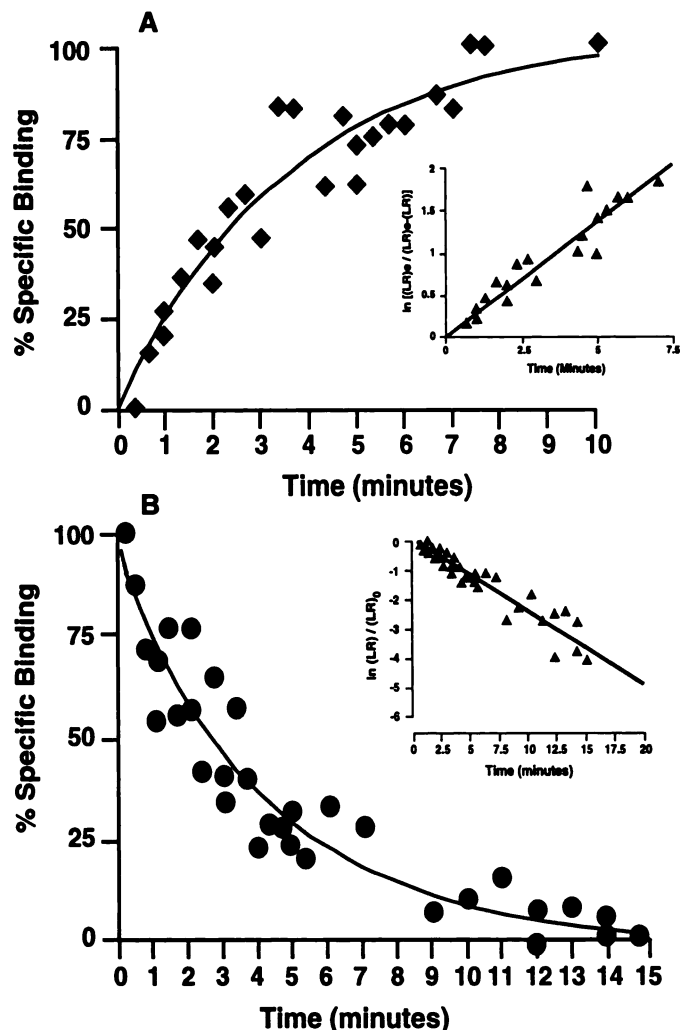 A
% Specific Binding
100
75
50
25
0
0 1 2 3 4 5 6 7 8 9 10
Time (minutes)
ln [(LR)e / (LR)e-(LR)]
2
1.5
1
0.5
0
0 2.5 5 7.5
Time (Minutes)
B
% Specific Binding
100
75
50
25
0
0 1 2 3 4 5 6 7 8 9 10 11 12 13 14 15
Time (minutes)
ln (LR) / (LR)0
0
-1
-2
-3
-4
-5
-6
0 2.5 5 7.5 10 12.5 15 17.5 20
Time (minutes)